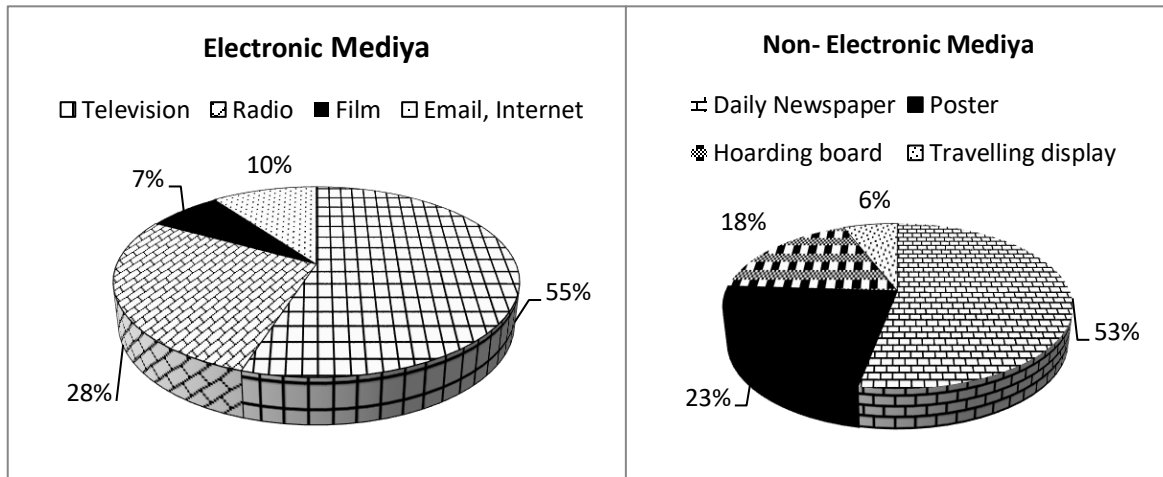 Electronic Mediya
Television Radio Film Email, Internet
10%
7%
55%
28%
Non- Electronic Mediya
Daily Newspaper Poster
Hoarding board Travelling display
6%
18%
53%
23%